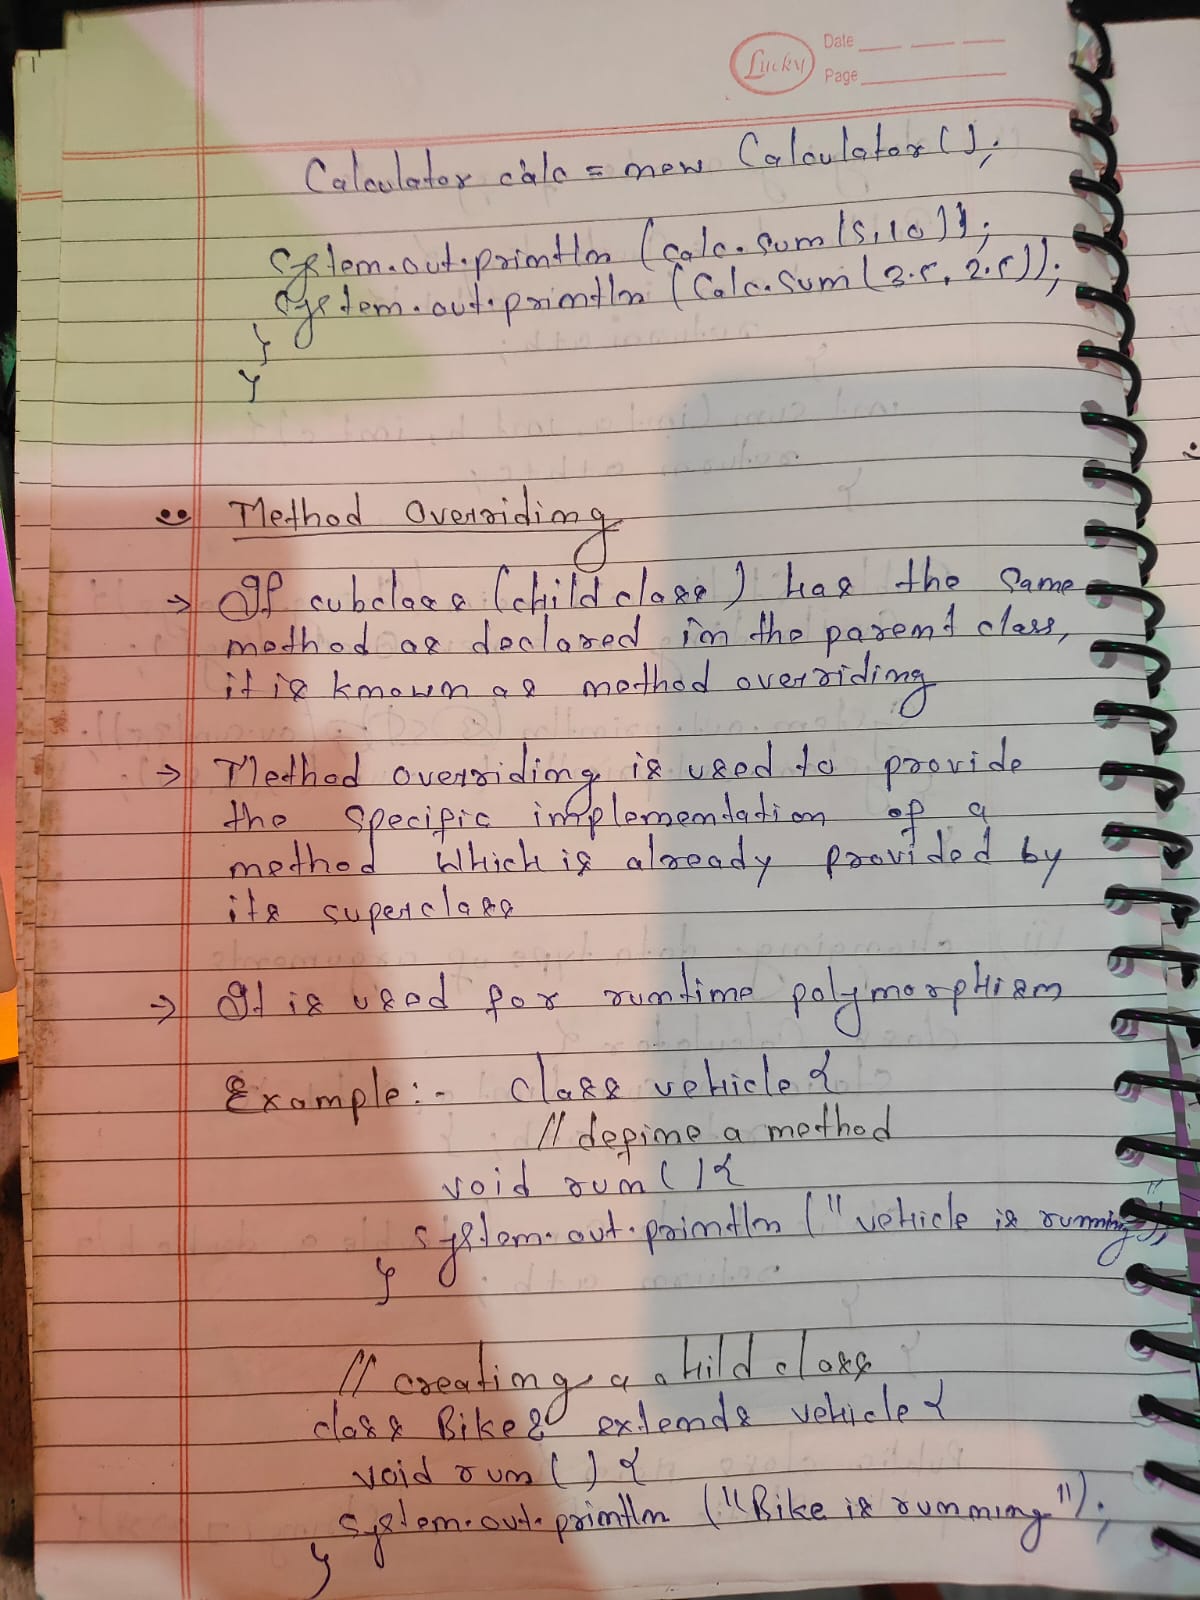 Lucky
Date
Page
Calculator calc = new Calculator();
System.out.println (calc.sum(5,10));
System.out.println (Calc.sum(3.5, 2.5));
}
}
Method Overriding
→ If subclass (child class) has the same
method as declared in the parent class,
it is known as method overriding
→ Method overriding is used to provide
the specific implementation of a
method which is already provided by
its superclass
→ It is used for runtime polymorphism
Example:- class vehicle {
// define a method
void run() {
system.out.println ("vehicle is running");
}
// creating a child class
class Bike2 extends vehicle {
void run() {
system.out.println ("Bike is running");
}